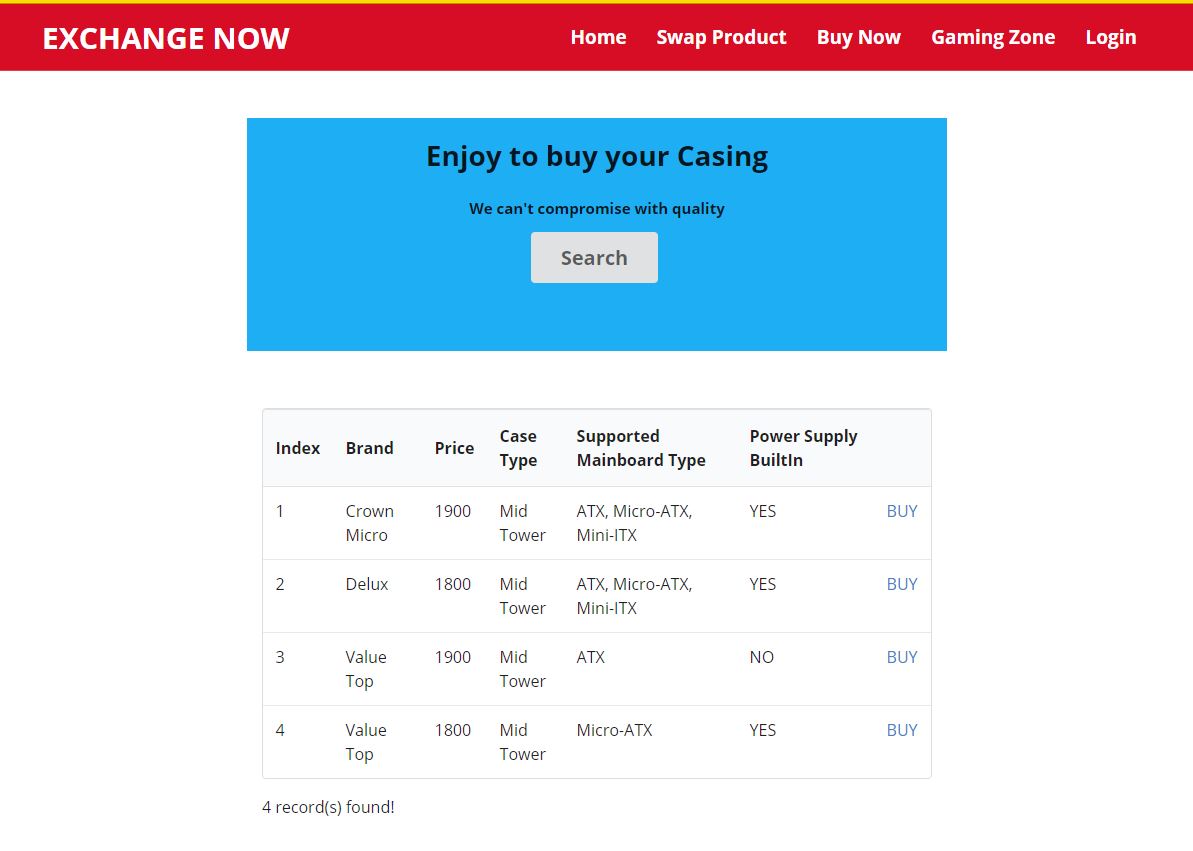 EXCHANGE NOW Home Swap Product Buy Now Gaming Zone Login
Enjoy to buy your Casing
We can't compromise with quality
Search
Index Brand Price Case Type Supported Mainboard Type Power Supply BuiltIn
1 Crown Micro 1900 Mid Tower ATX, Micro-ATX, Mini-ITX YES BUY
2 Delux 1800 Mid Tower ATX, Micro-ATX, Mini-ITX YES BUY
3 Value Top 1900 Mid Tower ATX NO BUY
4 Value Top 1800 Mid Tower Micro-ATX YES BUY
4 record(s) found!